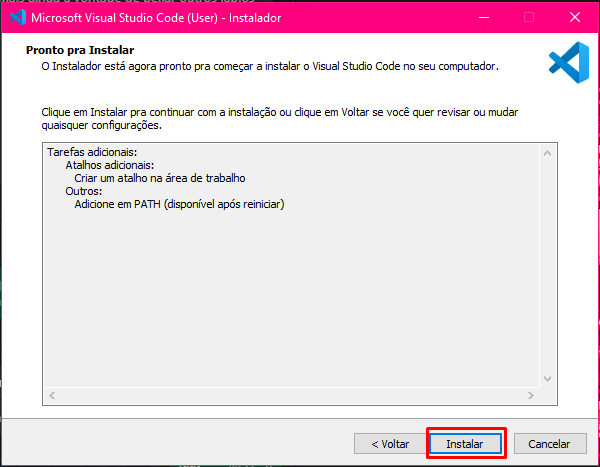 Microsoft Visual Studio Code (User) - Instalador
Pronto pra Instalar
O Instalador está agora pronto pra começar a instalar o Visual Studio Code no seu computador.
Clique em Instalar pra continuar com a instalação ou clique em Voltar se você quer revisar ou mudar
quaisquer configurações.
Tarefas adicionais:
Atalhos adicionais:
Criar um atalho na área de trabalho
Outros:
Adicione em PATH (disponível após reiniciar)
< Voltar
Instalar
Cancelar